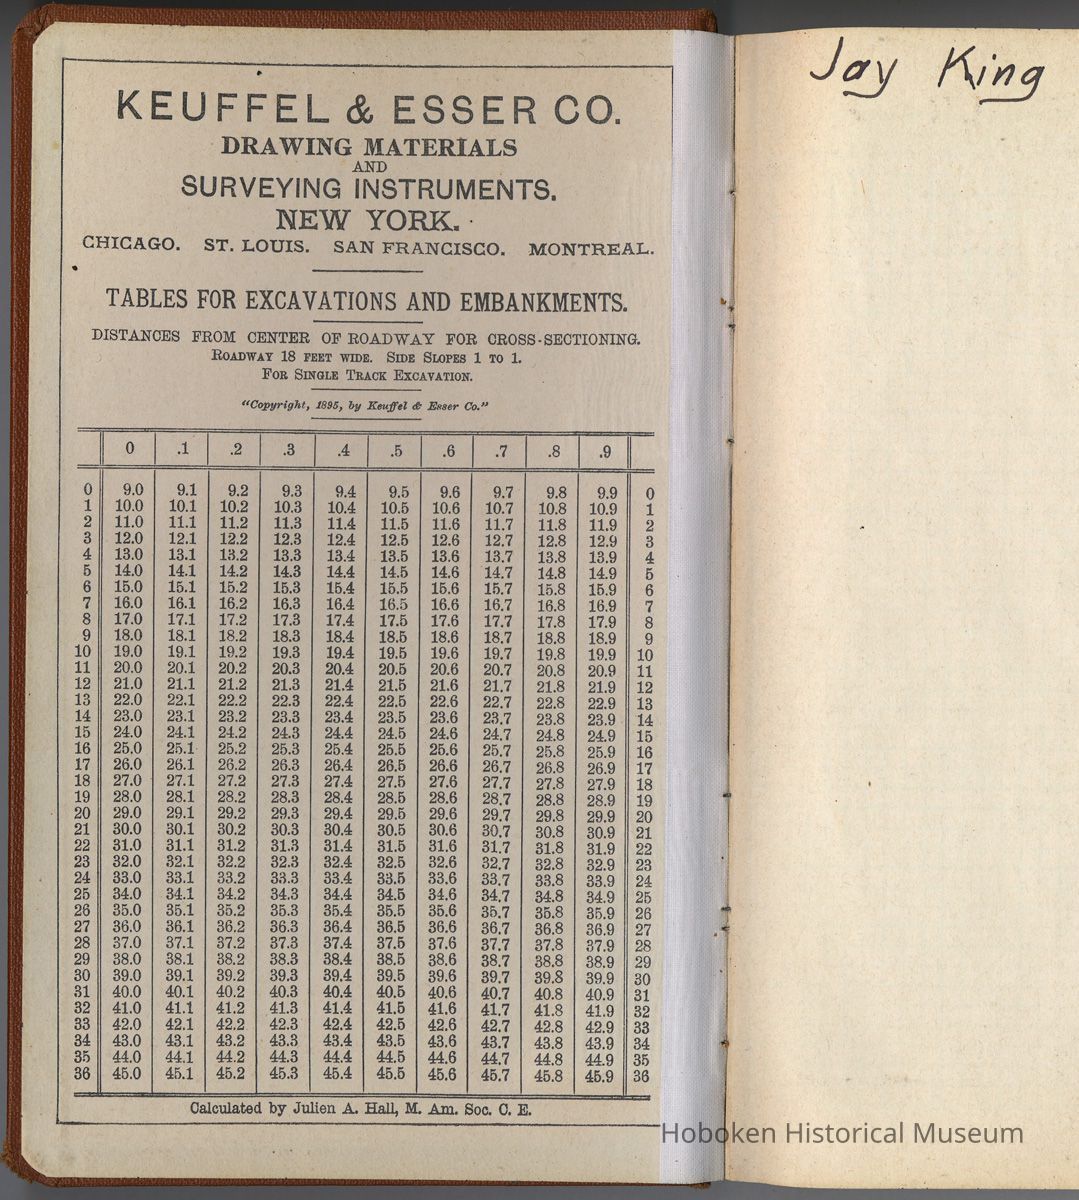 KEUFFEL & ESSER CO.
DRAWING MATERIALS
AND
SURVEYING INSTRUMENTS.
NEW YORK.
CHICAGO. ST. LOUIS. SAN FRANCISCO. MONTREAL.
TABLES FOR EXCAVATIONS AND EMBANKMENTS.
DISTANCES FROM CENTER OF ROADWAY FOR CROSS-SECTIONING.
ROADWAY 18 FEET WIDE. SIDE SLOPES 1 TO 1.
FOR SINGLE TRACK EXCAVATION.
"Copyright, 1895, by Keuffel & Esser Co."
0 .1 .2 .3 .4 .5 .6 .7 .8 .9
0 9.0 9.1 9.2 9.3 9.4 9.5 9.6 9.7 9.8 9.9 0
1 10.0 10.1 10.2 10.3 10.4 10.5 10.6 10.7 10.8 10.9 1
2 11.0 11.1 11.2 11.3 11.4 11.5 11.6 11.7 11.8 11.9 2
3 12.0 12.1 12.2 12.3 12.4 12.5 12.6 12.7 12.8 12.9 3
4 13.0 13.1 13.2 13.3 13.4 13.5 13.6 13.7 13.8 13.9 4
5 14.0 14.1 14.2 14.3 14.4 14.5 14.6 14.7 14.8 14.9 5
6 15.0 15.1 15.2 15.3 15.4 15.5 15.6 15.7 15.8 15.9 6
7 16.0 16.1 16.2 16.3 16.4 16.5 16.6 16.7 16.8 16.9 7
8 17.0 17.1 17.2 17.3 17.4 17.5 17.6 17.7 17.8 17.9 8
9 18.0 18.1 18.2 18.3 18.4 18.5 18.6 18.7 18.8 18.9 9
10 19.0 19.1 19.2 19.3 19.4 19.5 19.6 19.7 19.8 19.9 10
11 20.0 20.1 20.2 20.3 20.4 20.5 20.6 20.7 20.8 20.9 11
12 21.0 21.1 21.2 21.3 21.4 21.5 21.6 21.7 21.8 21.9 12
13 22.0 22.1 22.2 22.3 22.4 22.5 22.6 22.7 22.8 22.9 13
14 23.0 23.1 23.2 23.3 23.4 23.5 23.6 23.7 23.8 23.9 14
15 24.0 24.1 24.2 24.3 24.4 24.5 24.6 24.7 24.8 24.9 15
16 25.0 25.1 25.2 25.3 25.4 25.5 25.6 25.7 25.8 25.9 16
17 26.0 26.1 26.2 26.3 26.4 26.5 26.6 26.7 26.8 26.9 17
18 27.0 27.1 27.2 27.3 27.4 27.5 27.6 27.7 27.8 27.9 18
19 28.0 28.1 28.2 28.3 28.4 28.5 28.6 28.7 28.8 28.9 19
20 29.0 29.1 29.2 29.3 29.4 29.5 29.6 29.7 29.8 29.9 20
21 30.0 30.1 30.2 30.3 30.4 30.5 30.6 30.7 30.8 30.9 21
22 31.0 31.1 31.2 31.3 31.4 31.5 31.6 31.7 31.8 31.9 22
23 32.0 32.1 32.2 32.3 32.4 32.5 32.6 32.7 32.8 32.9 23
24 33.0 33.1 33.2 33.3 33.4 33.5 33.6 33.7 33.8 33.9 24
25 34.0 34.1 34.2 34.3 34.4 34.5 34.6 34.7 34.8 34.9 25
26 35.0 35.1 35.2 35.3 35.4 35.5 35.6 35.7 35.8 35.9 26
27 36.0 36.1 36.2 36.3 36.4 36.5 36.6 36.7 36.8 36.9 27
28 37.0 37.1 37.2 37.3 37.4 37.5 37.6 37.7 37.8 37.9 28
29 38.0 38.1 38.2 38.3 38.4 38.5 38.6 38.7 38.8 38.9 29
30 39.0 39.1 39.2 39.3 39.4 39.5 39.6 39.7 39.8 39.9 30
31 40.0 40.1 40.2 40.3 40.4 40.5 40.6 40.7 40.8 40.9 31
32 41.0 41.1 41.2 41.3 41.4 41.5 41.6 41.7 41.8 41.9 32
33 42.0 42.1 42.2 42.3 42.4 42.5 42.6 42.7 42.8 42.9 33
34 43.0 43.1 43.2 43.3 43.4 43.5 43.6 43.7 43.8 43.9 34
35 44.0 44.1 44.2 44.3 44.4 44.5 44.6 44.7 44.8 44.9 35
36 45.0 45.1 45.2 45.3 45.4 45.5 45.6 45.7 45.8 45.9 36
Calculated by Julien A. Hall, M. Am. Soc. C. E.
Jay King
Hoboken Historical Museum